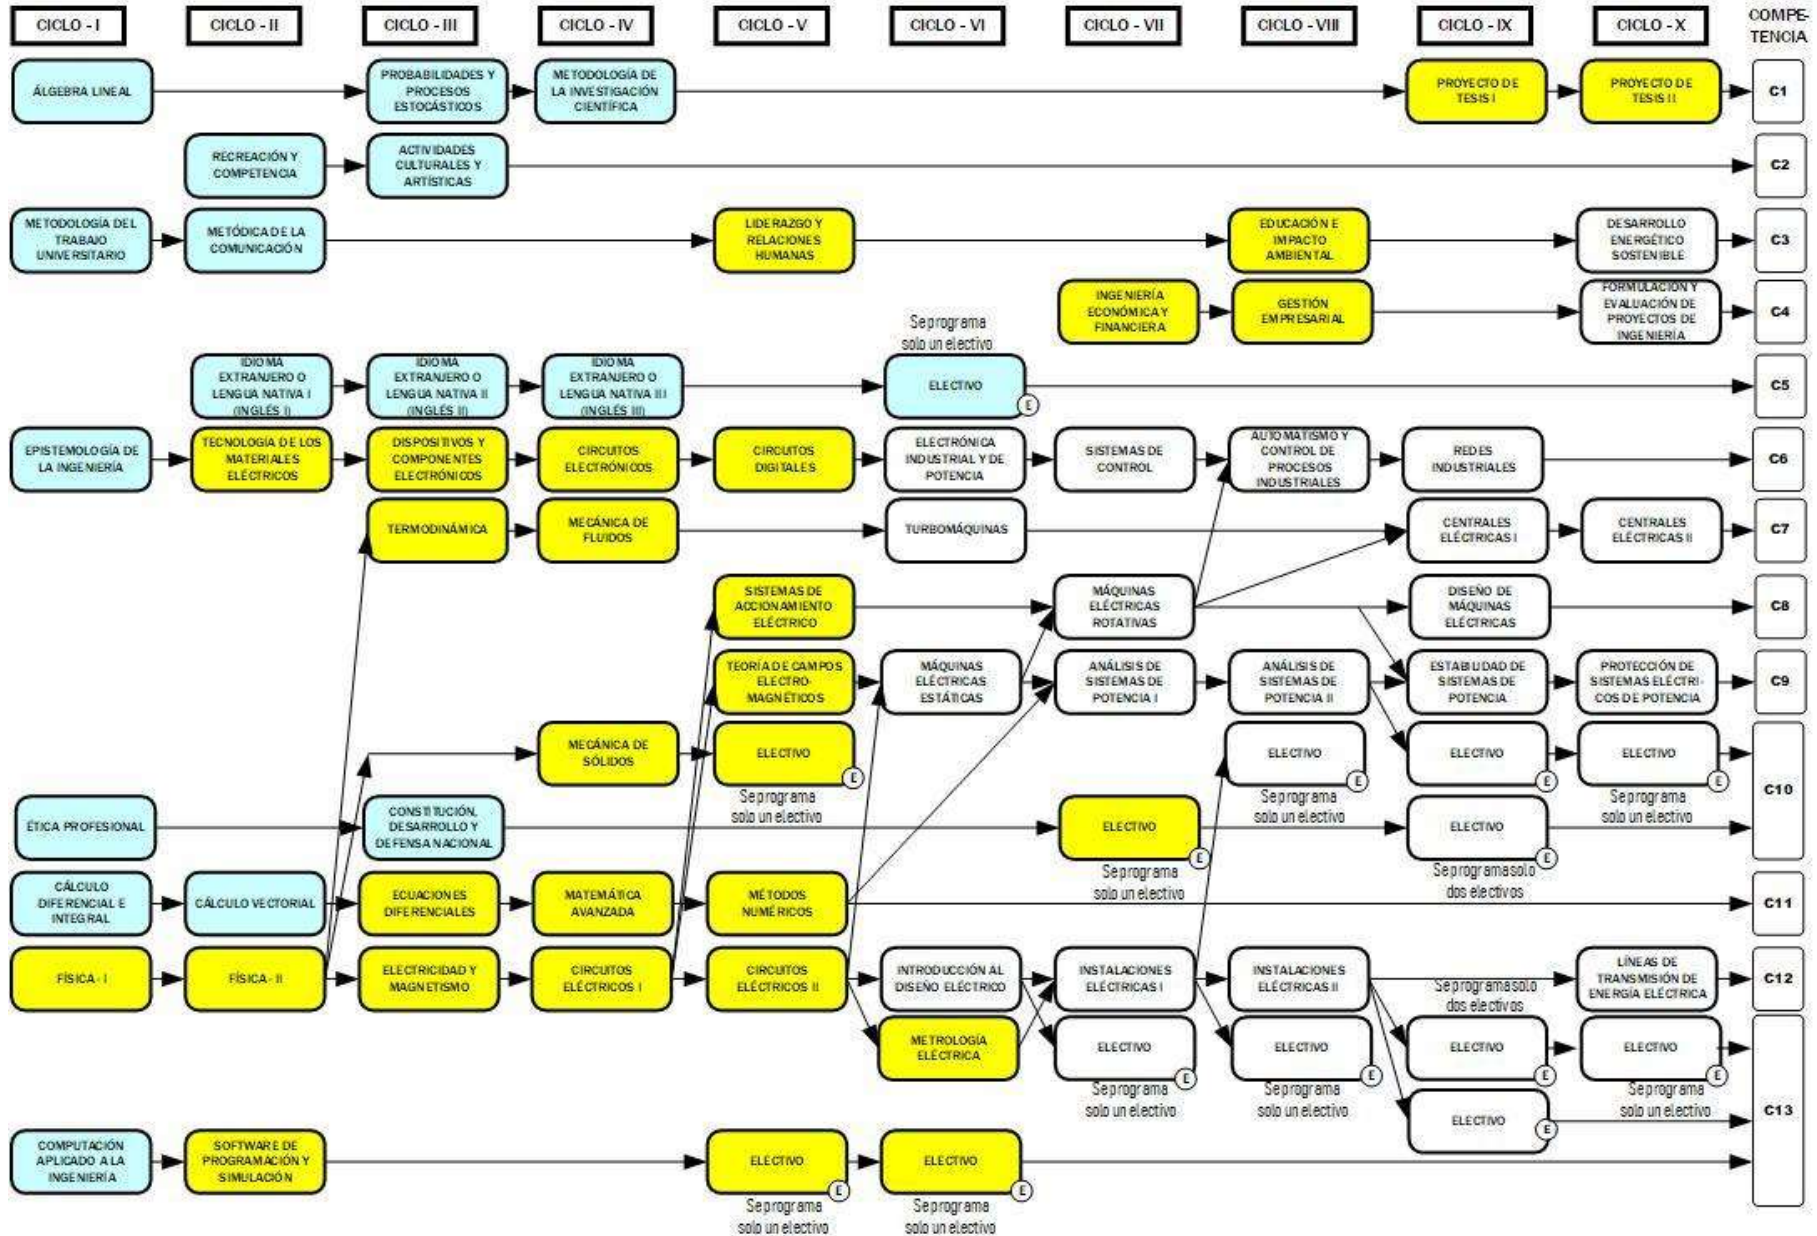 CICLO - I
CICLO - II
CICLO - III
CICLO - IV
CICLO - V
CICLO - VI
CICLO - VII
CICLO - VIII
CICLO - IX
CICLO - X
COMPE-
TENCIA
ÁLGEBRA LINEAL
PROBABILIDADES Y
PROCESOS
ESTOCÁSTICOS
METODOLOGÍA DE
LA INVESTIGACIÓN
CIENTÍFICA
PROYECTO DE
TESIS I
PROYECTO DE
TESIS II
C1
RECREACIÓN Y
COMPETENCIA
ACTIVIDADES
CULTURALES Y
ARTÍSTICAS
C2
METODOLOGÍA DEL
TRABAJO
UNIVERSITARIO
METÓDICA DE LA
COMUNICACIÓN
LIDERAZGO Y
RELACIONES
HUMANAS
EDUCACIÓN E
IMPACTO
AMBIENTAL
DESARROLLO
ENERGÉTICO
SOSTENIBLE
C3
INGENIERÍA
ECONÓMICA Y
FINANCIERA
GESTIÓN
EMPRESARIAL
FORMULACIÓN Y
EVALUACIÓN DE
PROYECTOS DE
INGENIERÍA
C4
Se programa
solo un electivo
IDIOMA
EXTRANJERO O
LENGUA NATIVA I
(INGLÉS I)
IDIOMA
EXTRANJERO O
LENGUA NATIVA II
(INGLÉS II)
IDIOMA
EXTRANJERO O
LENGUA NATIVA III
(INGLÉS III)
ELECTIVO
E
C5
EPISTEMOLOGÍA DE
LA INGENIERÍA
TECNOLOGÍA DE LOS
MATERIALES
ELÉCTRICOS
DISPOSITIVOS Y
COMPONENTES
ELECTRÓNICOS
CIRCUITOS
ELECTRÓNICOS
CIRCUITOS
DIGITALES
ELECTRÓNICA
INDUSTRIAL Y DE
POTENCIA
SISTEMAS DE
CONTROL
AUTOMATISMO Y
CONTROL DE
PROCESOS
INDUSTRIALES
REDES
INDUSTRIALES
C6
TERMODINÁMICA
MECÁNICA DE
FLUIDOS
TURBOMÁQUINAS
CENTRALES
ELÉCTRICAS I
CENTRALES
ELÉCTRICAS II
C7
SISTEMAS DE
ACCIONAMIENTO
ELÉCTRICO
MÁQUINAS
ELÉCTRICAS
ROTATIVAS
DISEÑO DE
MÁQUINAS
ELÉCTRICAS
C8
TEORÍA DE CAMPOS
ELECTRO-
MAGNÉTICOS
MÁQUINAS
ELÉCTRICAS
ESTÁTICAS
ANÁLISIS DE
SISTEMAS DE
POTENCIA I
ANÁLISIS DE
SISTEMAS DE
POTENCIA II
ESTABILIDAD DE
SISTEMAS DE
POTENCIA
PROTECCIÓN DE
SISTEMAS ELÉCTRI-
COS DE POTENCIA
C9
MECÁNICA DE
SÓLIDOS
ELECTIVO
E
Se programa
solo un electivo
ELECTIVO
E
Se programa
solo un electivo
ELECTIVO
E
ELECTIVO
E
Se programa
solo un electivo
C10
ÉTICA PROFESIONAL
CONSTITUCIÓN,
DESARROLLO Y
DEFENSA NACIONAL
ELECTIVO
E
Se programa
solo un electivo
ELECTIVO
E
Se programa solo
dos electivos
CÁLCULO
DIFERENCIAL E
INTEGRAL
CÁLCULO VECTORIAL
ECUACIONES
DIFERENCIALES
MATEMÁTICA
AVANZADA
MÉTODOS
NUMÉRICOS
C11
FÍSICA - I
FÍSICA - II
ELECTRICIDAD Y
MAGNETISMO
CIRCUITOS
ELÉCTRICOS I
CIRCUITOS
ELÉCTRICOS II
INTRODUCCIÓN AL
DISEÑO ELÉCTRICO
INSTALACIONES
ELÉCTRICAS I
INSTALACIONES
ELÉCTRICAS II
Se programa solo
dos electivos
LÍNEAS DE
TRANSMISIÓN DE
ENERGÍA ELÉCTRICA
C12
METROLOGÍA
ELÉCTRICA
ELECTIVO
E
Se programa
solo un electivo
ELECTIVO
E
Se programa
solo un electivo
ELECTIVO
E
ELECTIVO
E
Se programa
solo un electivo
ELECTIVO
E
C13
COMPUTACIÓN
APLICADO A LA
INGENIERÍA
SOFTWARE DE
PROGRAMACIÓN Y
SIMULACIÓN
ELECTIVO
E
Se programa
solo un electivo
ELECTIVO
E
Se programa
solo un electivo